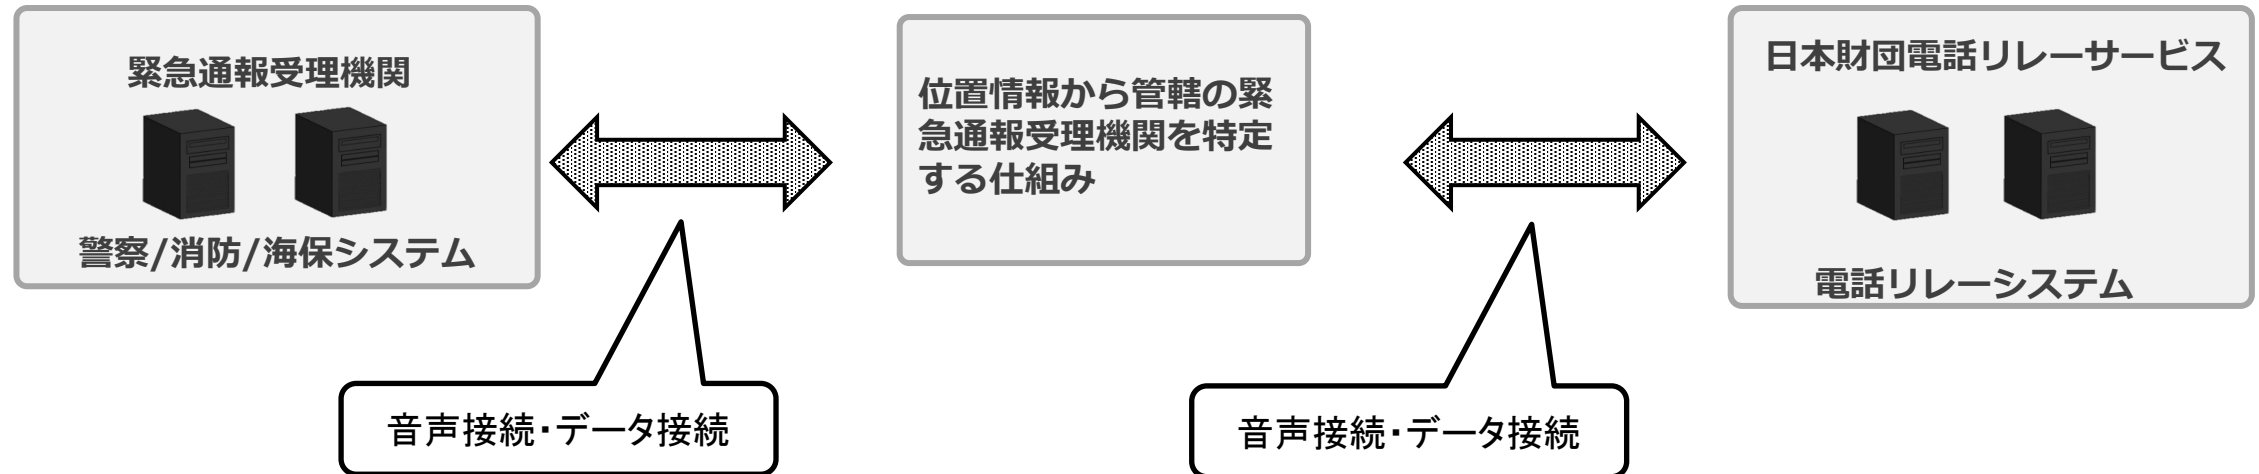 緊急通報受理機関
警察/消防/海保システム
位置情報から管轄の緊
急通報受理機関を特定
する仕組み
日本財団電話リレーサービス
電話リレーシステム
音声接続・データ接続
音声接続・データ接続